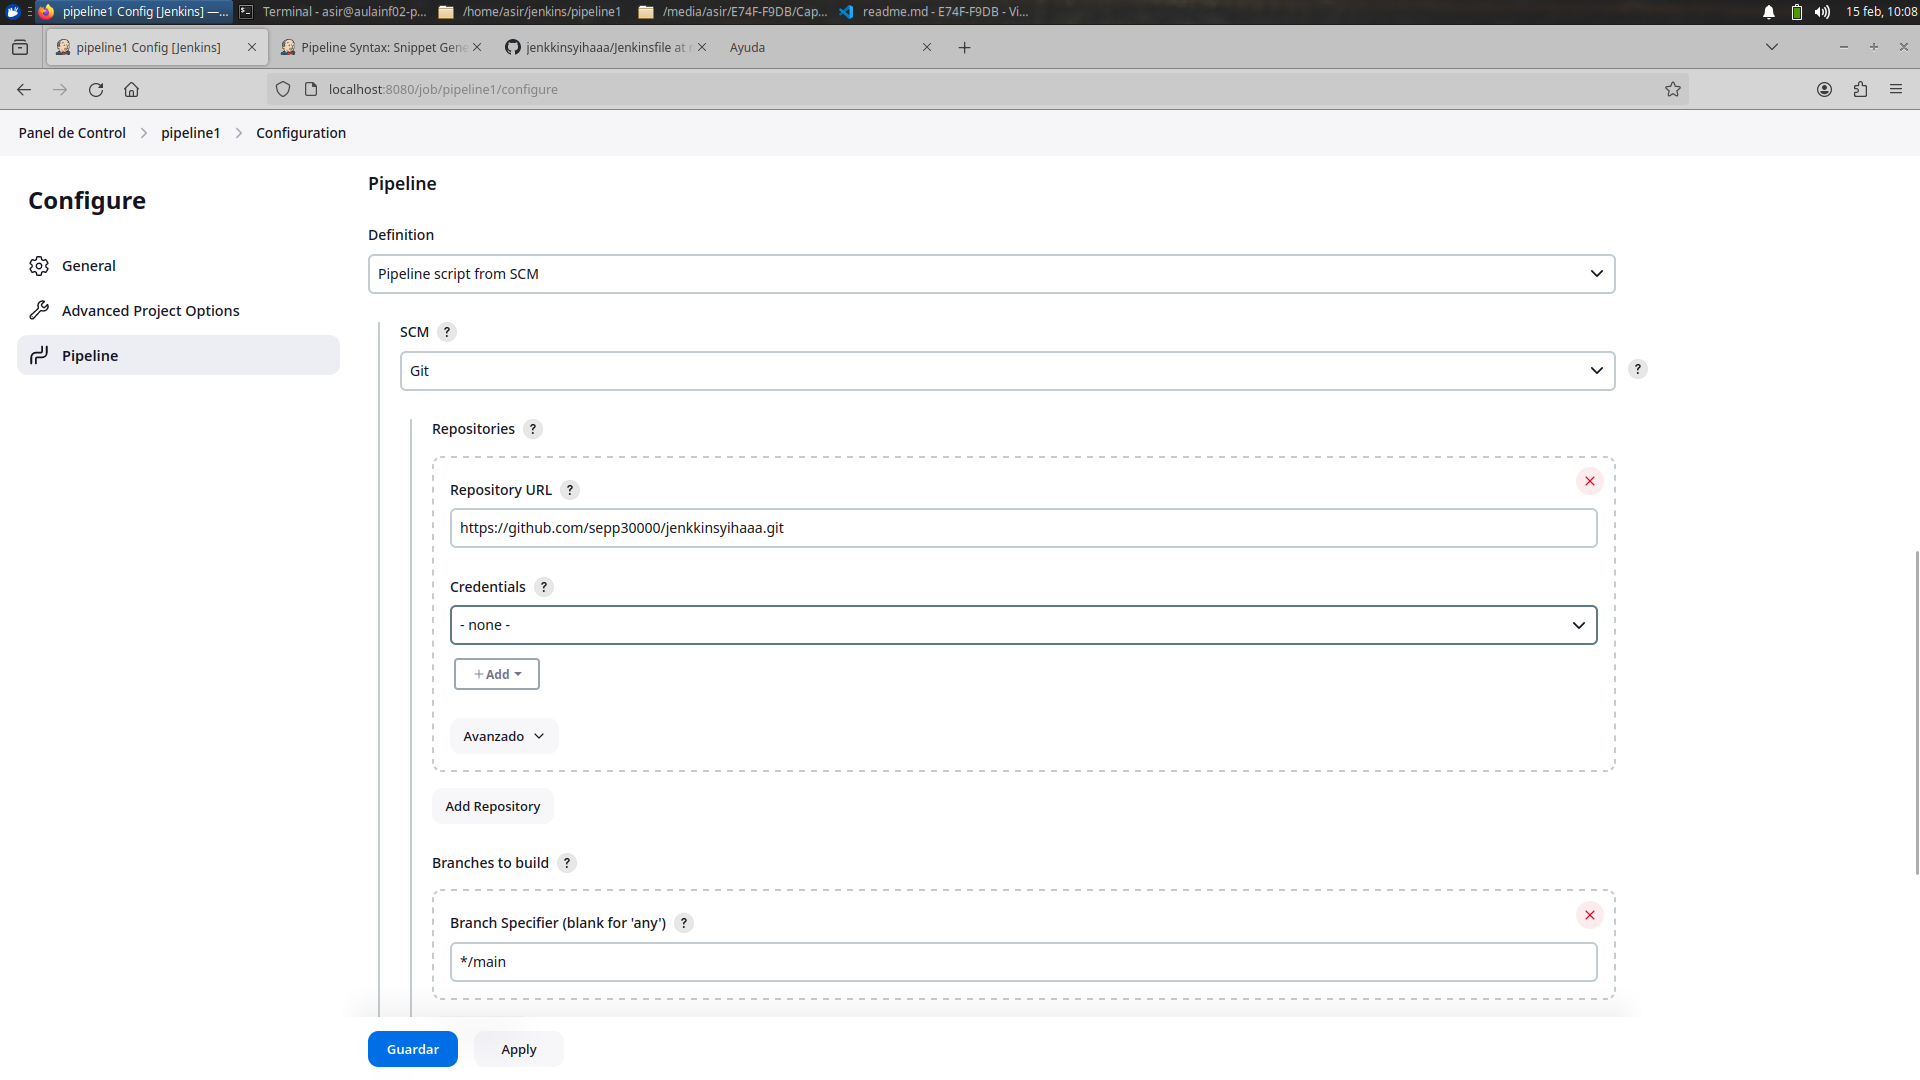 pipeline1 Config [Jenkins] —...
Terminal - asir@aulainf02-p...
/home/asir/jenkins/pipeline1
/media/asir/E74F-F9DB/Cap...
readme.md - E74F-F9DB - Vi...
15 feb, 10:08
pipeline1 Config [Jenkins]
Pipeline Syntax: Snippet Gene
jenkkinsyihaaa/Jenkinsfile at
Ayuda
localhost:8080/job/pipeline1/configure
Panel de Control
pipeline1
Configuration
Configure
General
Advanced Project Options
Pipeline
Pipeline
Definition
Pipeline script from SCM
SCM ?
Git
?
Repositories ?
Repository URL ?
https://github.com/sepp30000/jenkkinsyihaaa.git
Credentials ?
- none -
+ Add
Avanzado
Add Repository
Branches to build ?
Branch Specifier (blank for 'any') ?
*/main
Guardar
Apply